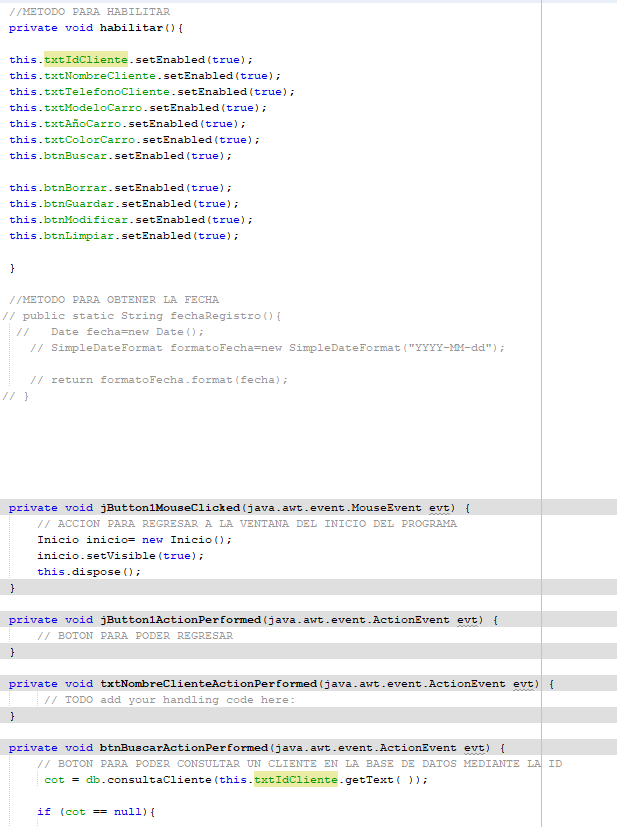 //METODO PARA HABILITAR
private void habilitar(){
this.txtIdCliente.setEnabled(true);
this.txtNombreCliente.setEnabled(true);
this.txtTelefonoCliente.setEnabled(true);
this.txtModeloCarro.setEnabled(true);
this.txtAñoCarro.setEnabled(true);
this.txtColorCarro.setEnabled(true);
this.btnBuscar.setEnabled(true);
this.btnBorrar.setEnabled(true);
this.btnGuardar.setEnabled(true);
this.btnModificar.setEnabled(true);
this.btnLimpiar.setEnabled(true);
}
//METODO PARA OBTENER LA FECHA
// public static String fechaRegistro(){
//   Date fecha=new Date();
// SimpleDateFormat formatoFecha=new SimpleDateFormat("YYYY-MM-dd");
// return formatoFecha.format(fecha);
// }
private void jButton1MouseClicked(java.awt.event.MouseEvent evt) {
// ACCION PARA REGRESAR A LA VENTANA DEL INICIO DEL PROGRAMA
Inicio inicio= new Inicio();
inicio.setVisible(true);
this.dispose();
}
private void jButton1ActionPerformed(java.awt.event.ActionEvent evt) {
// BOTON PARA PODER REGRESAR
}
private void txtNombreClienteActionPerformed(java.awt.event.ActionEvent evt) {
// TODO add your handling code here:
}
private void btnBuscarActionPerformed(java.awt.event.ActionEvent evt) {
// BOTON PARA PODER CONSULTAR UN CLIENTE EN LA BASE DE DATOS MEDIANTE LA ID
cot = db.consultaCliente(this.txtIdCliente.getText( ));
if (cot == null){